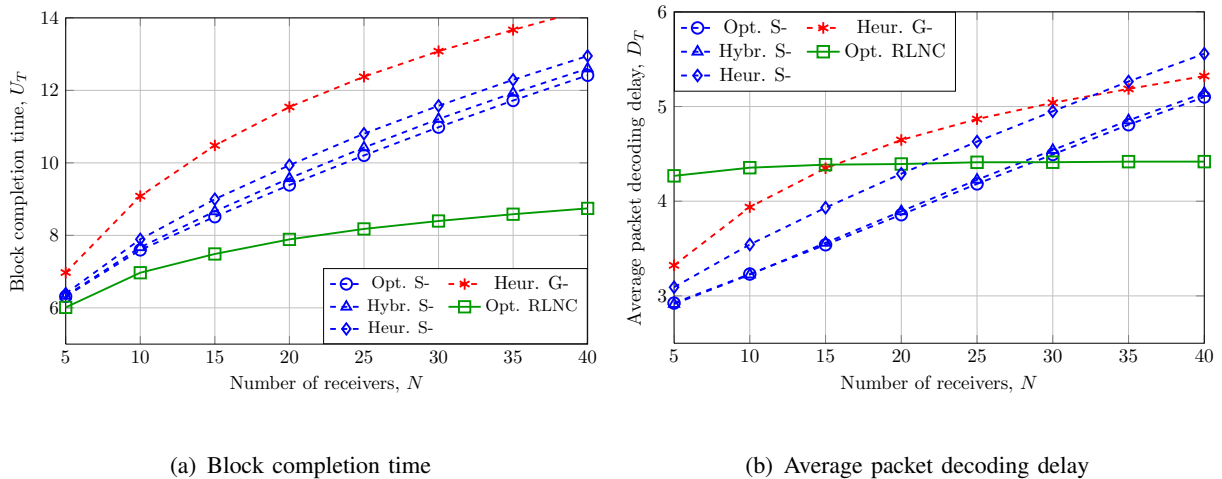 14
12
10
8
6
5
10
15
20
25
30
35
40
Block completion time, U_T
Number of receivers, N
Opt. S-
Hybr. S-
Heur. S-
Heur. G-
Opt. RLNC
(a) Block completion time
6
5
4
3
5
10
15
20
25
30
35
40
Average packet decoding delay, D_T
Number of receivers, N
Opt. S-
Hybr. S-
Heur. S-
Heur. G-
Opt. RLNC
(b) Average packet decoding delay